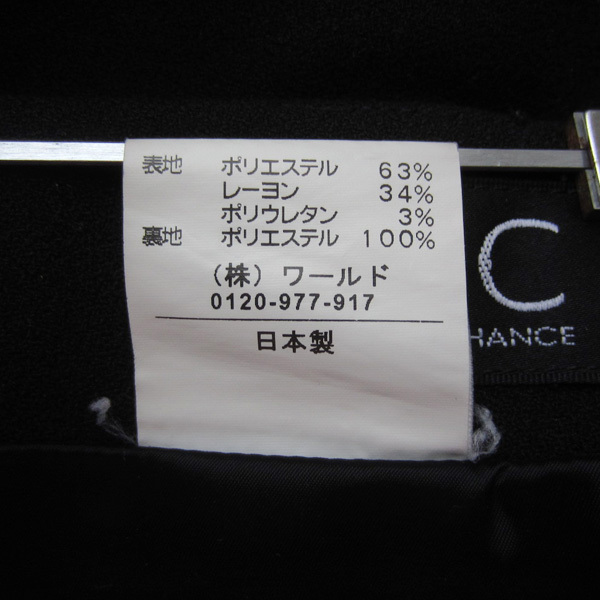 表地 ポリエステル 63%
レーヨン 34%
ポリウレタン 3%
裏地 ポリエステル 100%
(株) ワールド
0120-977-917
日本製
C
HANCE